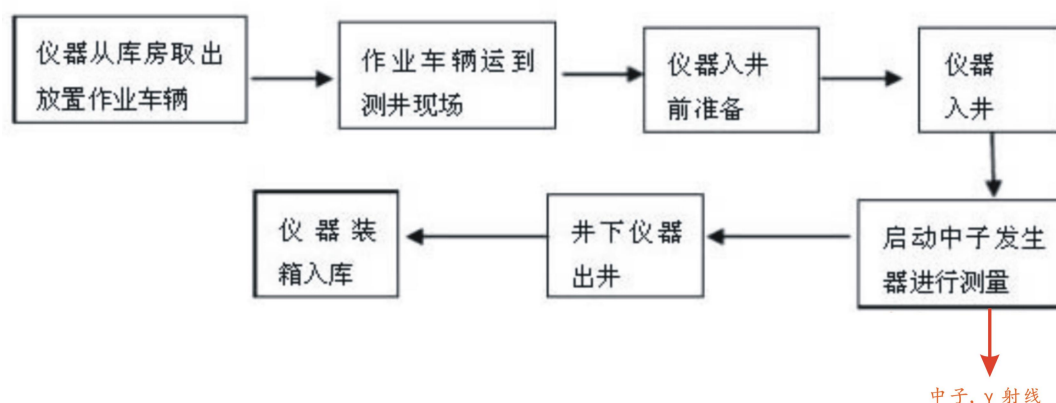 仪器从库房取出
放置作业车辆
作业车辆运到
测井现场
仪器入井
前准备
仪器
入井
启动中子发生
器进行测量
井下仪器
出井
仪器装
箱入库
中子.γ射线